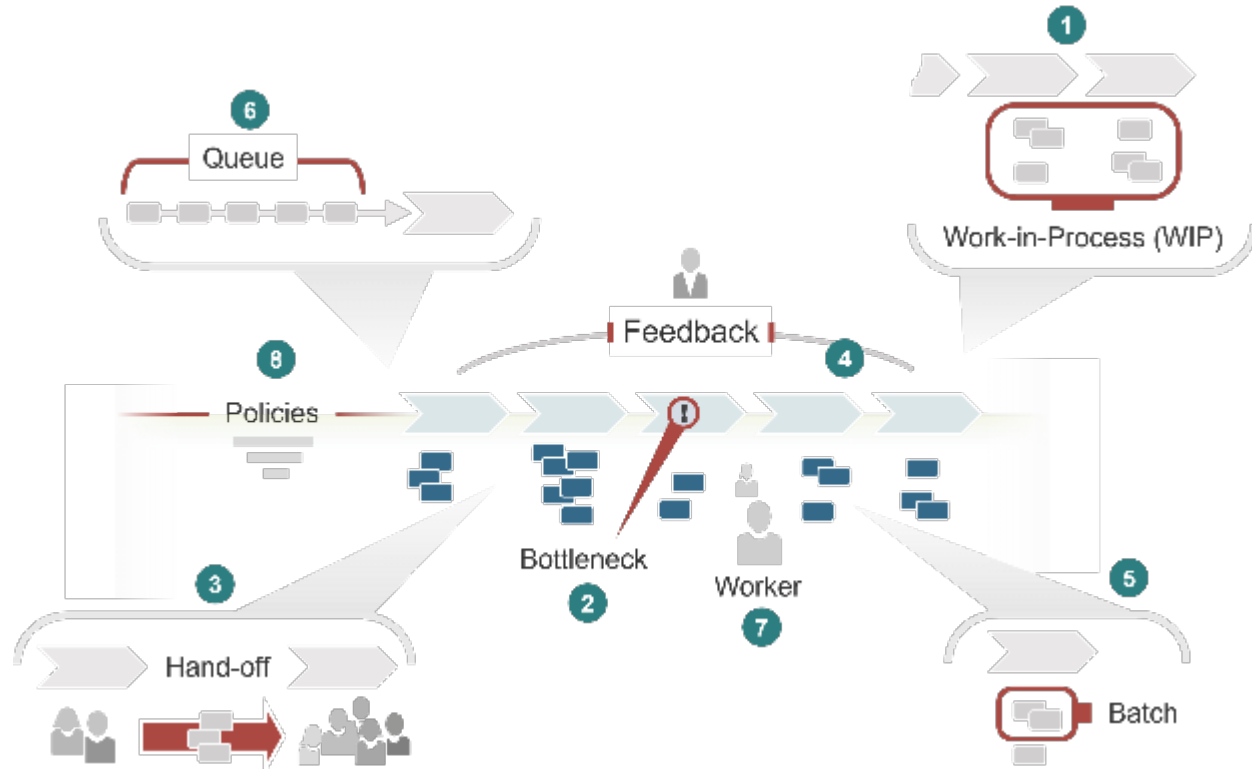 1
6
Queue
Work-in-Process (WIP)
Feedback
8
4
Policies
!
Bottleneck
2
Worker
7
3
Hand-off
5
Batch